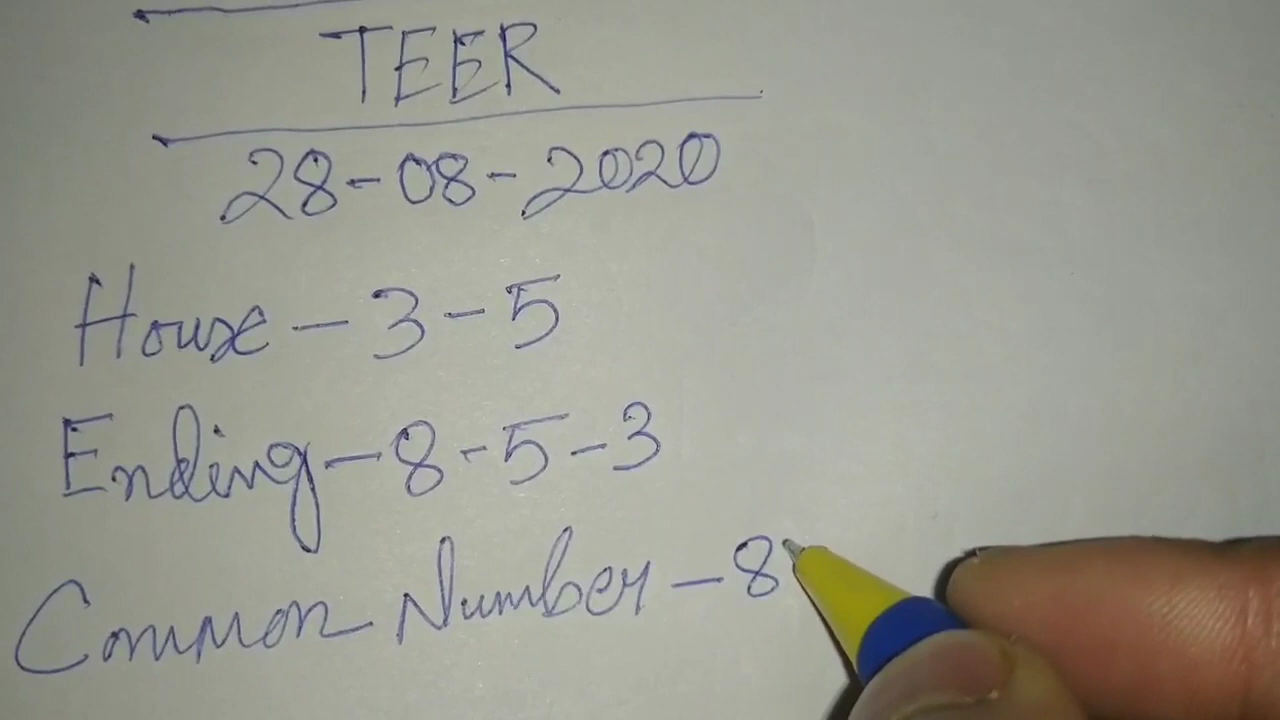 TEER
28-08-2020
House - 3 - 5
Ending - 8 - 5 - 3
Common Number - 8